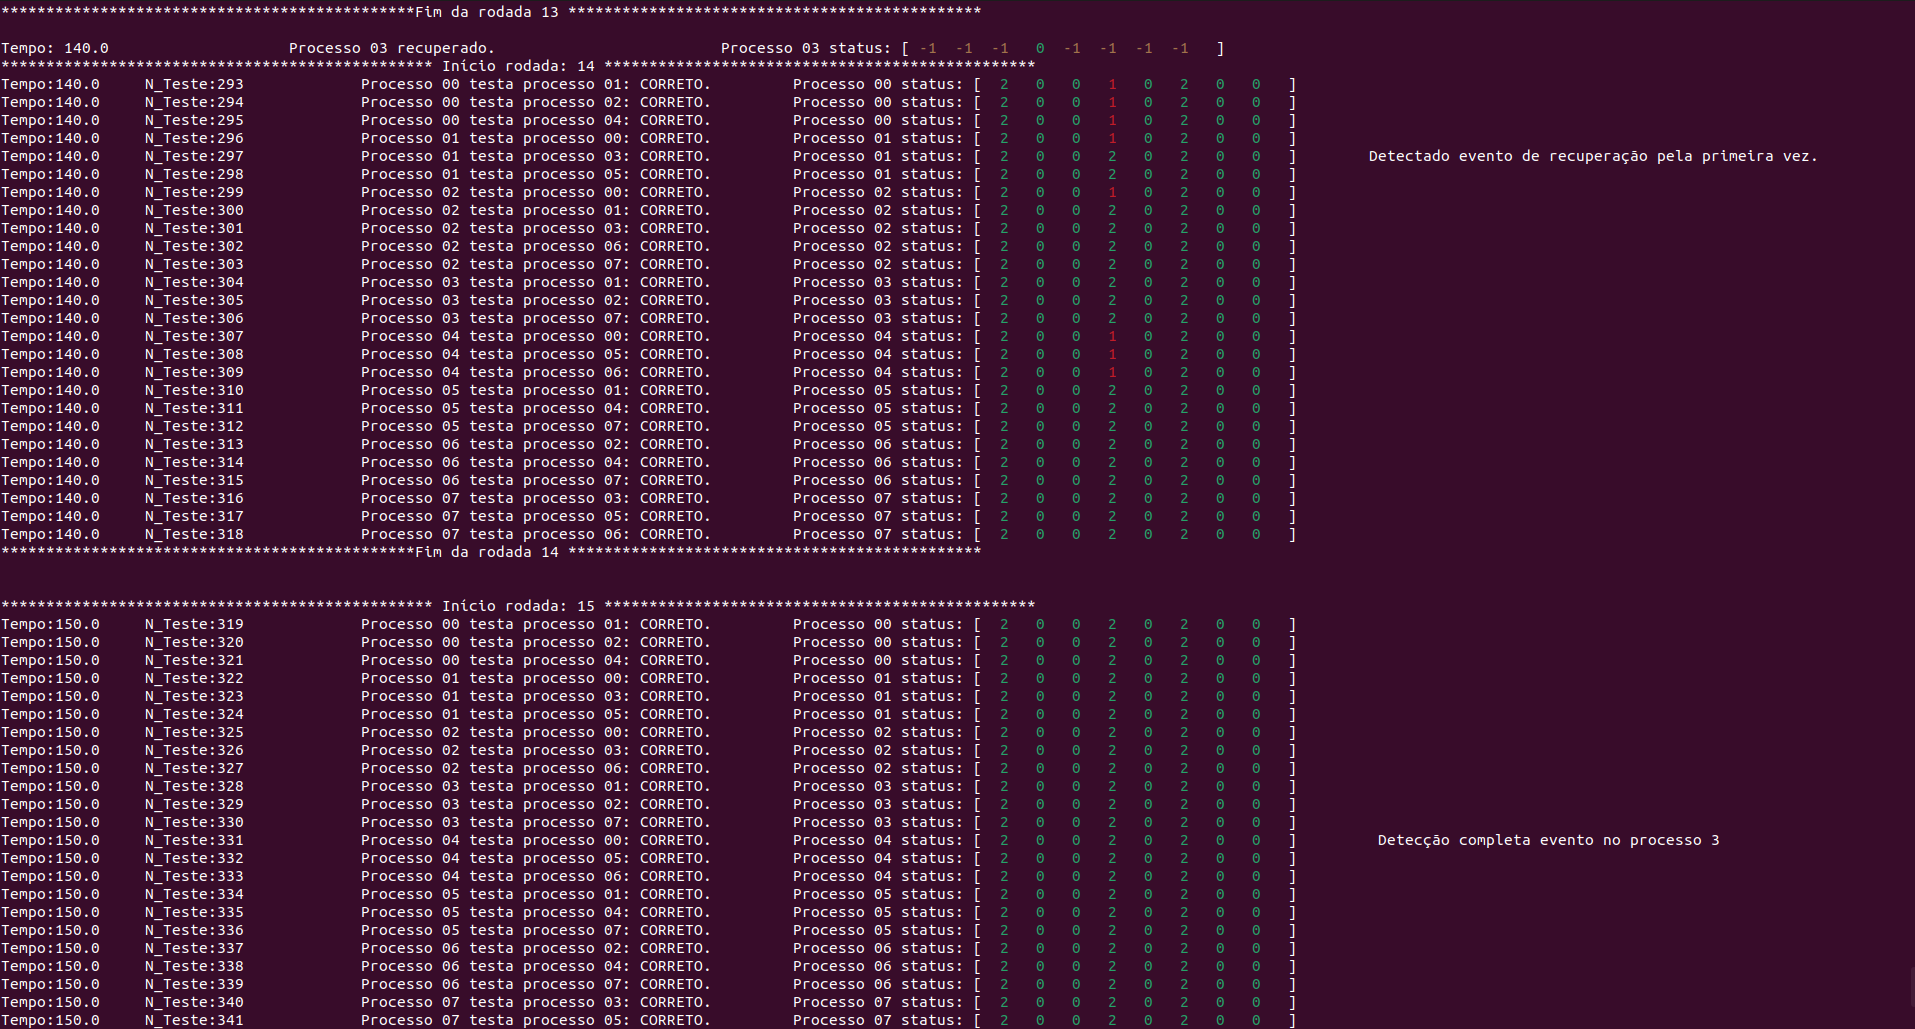 **********************************************Fim da rodada 13 **********************************************
Tempo: 140.0 Processo 03 recuperado. Processo 03 status: [ -1 -1 -1 0 -1 -1 -1 -1 ]
************************************************ Início rodada: 14 ************************************************
Tempo:140.0 N_Teste:293 Processo 00 testa processo 01: CORRETO. Processo 00 status: [ 2 0 0 1 0 2 0 0 ]
Tempo:140.0 N_Teste:294 Processo 00 testa processo 02: CORRETO. Processo 00 status: [ 2 0 0 1 0 2 0 0 ]
Tempo:140.0 N_Teste:295 Processo 00 testa processo 04: CORRETO. Processo 00 status: [ 2 0 0 1 0 2 0 0 ]
Tempo:140.0 N_Teste:296 Processo 01 testa processo 00: CORRETO. Processo 01 status: [ 2 0 0 1 0 2 0 0 ]
Tempo:140.0 N_Teste:297 Processo 01 testa processo 03: CORRETO. Processo 01 status: [ 2 0 0 2 0 2 0 0 ] Detectado evento de recuperação pela primeira vez.
Tempo:140.0 N_Teste:298 Processo 01 testa processo 05: CORRETO. Processo 01 status: [ 2 0 0 2 0 2 0 0 ]
Tempo:140.0 N_Teste:299 Processo 02 testa processo 00: CORRETO. Processo 02 status: [ 2 0 0 1 0 2 0 0 ]
Tempo:140.0 N_Teste:300 Processo 02 testa processo 01: CORRETO. Processo 02 status: [ 2 0 0 2 0 2 0 0 ]
Tempo:140.0 N_Teste:301 Processo 02 testa processo 03: CORRETO. Processo 02 status: [ 2 0 0 2 0 2 0 0 ]
Tempo:140.0 N_Teste:302 Processo 02 testa processo 06: CORRETO. Processo 02 status: [ 2 0 0 2 0 2 0 0 ]
Tempo:140.0 N_Teste:303 Processo 02 testa processo 07: CORRETO. Processo 02 status: [ 2 0 0 2 0 2 0 0 ]
Tempo:140.0 N_Teste:304 Processo 03 testa processo 01: CORRETO. Processo 03 status: [ 2 0 0 2 0 2 0 0 ]
Tempo:140.0 N_Teste:305 Processo 03 testa processo 02: CORRETO. Processo 03 status: [ 2 0 0 2 0 2 0 0 ]
Tempo:140.0 N_Teste:306 Processo 03 testa processo 07: CORRETO. Processo 03 status: [ 2 0 0 2 0 2 0 0 ]
Tempo:140.0 N_Teste:307 Processo 04 testa processo 00: CORRETO. Processo 04 status: [ 2 0 0 1 0 2 0 0 ]
Tempo:140.0 N_Teste:308 Processo 04 testa processo 05: CORRETO. Processo 04 status: [ 2 0 0 1 0 2 0 0 ]
Tempo:140.0 N_Teste:309 Processo 04 testa processo 06: CORRETO. Processo 04 status: [ 2 0 0 1 0 2 0 0 ]
Tempo:140.0 N_Teste:310 Processo 05 testa processo 01: CORRETO. Processo 05 status: [ 2 0 0 2 0 2 0 0 ]
Tempo:140.0 N_Teste:311 Processo 05 testa processo 04: CORRETO. Processo 05 status: [ 2 0 0 2 0 2 0 0 ]
Tempo:140.0 N_Teste:312 Processo 05 testa processo 07: CORRETO. Processo 05 status: [ 2 0 0 2 0 2 0 0 ]
Tempo:140.0 N_Teste:313 Processo 06 testa processo 02: CORRETO. Processo 06 status: [ 2 0 0 2 0 2 0 0 ]
Tempo:140.0 N_Teste:314 Processo 06 testa processo 04: CORRETO. Processo 06 status: [ 2 0 0 2 0 2 0 0 ]
Tempo:140.0 N_Teste:315 Processo 06 testa processo 07: CORRETO. Processo 06 status: [ 2 0 0 2 0 2 0 0 ]
Tempo:140.0 N_Teste:316 Processo 07 testa processo 03: CORRETO. Processo 07 status: [ 2 0 0 2 0 2 0 0 ]
Tempo:140.0 N_Teste:317 Processo 07 testa processo 05: CORRETO. Processo 07 status: [ 2 0 0 2 0 2 0 0 ]
Tempo:140.0 N_Teste:318 Processo 07 testa processo 06: CORRETO. Processo 07 status: [ 2 0 0 2 0 2 0 0 ]
**********************************************Fim da rodada 14 **********************************************
************************************************ Início rodada: 15 ************************************************
Tempo:150.0 N_Teste:319 Processo 00 testa processo 01: CORRETO. Processo 00 status: [ 2 0 0 2 0 2 0 0 ]
Tempo:150.0 N_Teste:320 Processo 00 testa processo 02: CORRETO. Processo 00 status: [ 2 0 0 2 0 2 0 0 ]
Tempo:150.0 N_Teste:321 Processo 00 testa processo 04: CORRETO. Processo 00 status: [ 2 0 0 2 0 2 0 0 ]
Tempo:150.0 N_Teste:322 Processo 01 testa processo 00: CORRETO. Processo 01 status: [ 2 0 0 2 0 2 0 0 ]
Tempo:150.0 N_Teste:323 Processo 01 testa processo 03: CORRETO. Processo 01 status: [ 2 0 0 2 0 2 0 0 ]
Tempo:150.0 N_Teste:324 Processo 01 testa processo 05: CORRETO. Processo 01 status: [ 2 0 0 2 0 2 0 0 ]
Tempo:150.0 N_Teste:325 Processo 02 testa processo 00: CORRETO. Processo 02 status: [ 2 0 0 2 0 2 0 0 ]
Tempo:150.0 N_Teste:326 Processo 02 testa processo 03: CORRETO. Processo 02 status: [ 2 0 0 2 0 2 0 0 ]
Tempo:150.0 N_Teste:327 Processo 02 testa processo 06: CORRETO. Processo 02 status: [ 2 0 0 2 0 2 0 0 ]
Tempo:150.0 N_Teste:328 Processo 03 testa processo 01: CORRETO. Processo 03 status: [ 2 0 0 2 0 2 0 0 ]
Tempo:150.0 N_Teste:329 Processo 03 testa processo 02: CORRETO. Processo 03 status: [ 2 0 0 2 0 2 0 0 ]
Tempo:150.0 N_Teste:330 Processo 03 testa processo 07: CORRETO. Processo 03 status: [ 2 0 0 2 0 2 0 0 ]
Tempo:150.0 N_Teste:331 Processo 04 testa processo 00: CORRETO. Processo 04 status: [ 2 0 0 2 0 2 0 0 ] Detecção completa evento no processo 3
Tempo:150.0 N_Teste:332 Processo 04 testa processo 05: CORRETO. Processo 04 status: [ 2 0 0 2 0 2 0 0 ]
Tempo:150.0 N_Teste:333 Processo 04 testa processo 06: CORRETO. Processo 04 status: [ 2 0 0 2 0 2 0 0 ]
Tempo:150.0 N_Teste:334 Processo 05 testa processo 01: CORRETO. Processo 05 status: [ 2 0 0 2 0 2 0 0 ]
Tempo:150.0 N_Teste:335 Processo 05 testa processo 04: CORRETO. Processo 05 status: [ 2 0 0 2 0 2 0 0 ]
Tempo:150.0 N_Teste:336 Processo 05 testa processo 07: CORRETO. Processo 05 status: [ 2 0 0 2 0 2 0 0 ]
Tempo:150.0 N_Teste:337 Processo 06 testa processo 02: CORRETO. Processo 06 status: [ 2 0 0 2 0 2 0 0 ]
Tempo:150.0 N_Teste:338 Processo 06 testa processo 04: CORRETO. Processo 06 status: [ 2 0 0 2 0 2 0 0 ]
Tempo:150.0 N_Teste:339 Processo 06 testa processo 07: CORRETO. Processo 06 status: [ 2 0 0 2 0 2 0 0 ]
Tempo:150.0 N_Teste:340 Processo 07 testa processo 03: CORRETO. Processo 07 status: [ 2 0 0 2 0 2 0 0 ]
Tempo:150.0 N_Teste:341 Processo 07 testa processo 05: CORRETO. Processo 07 status: [ 2 0 0 2 0 2 0 0 ]